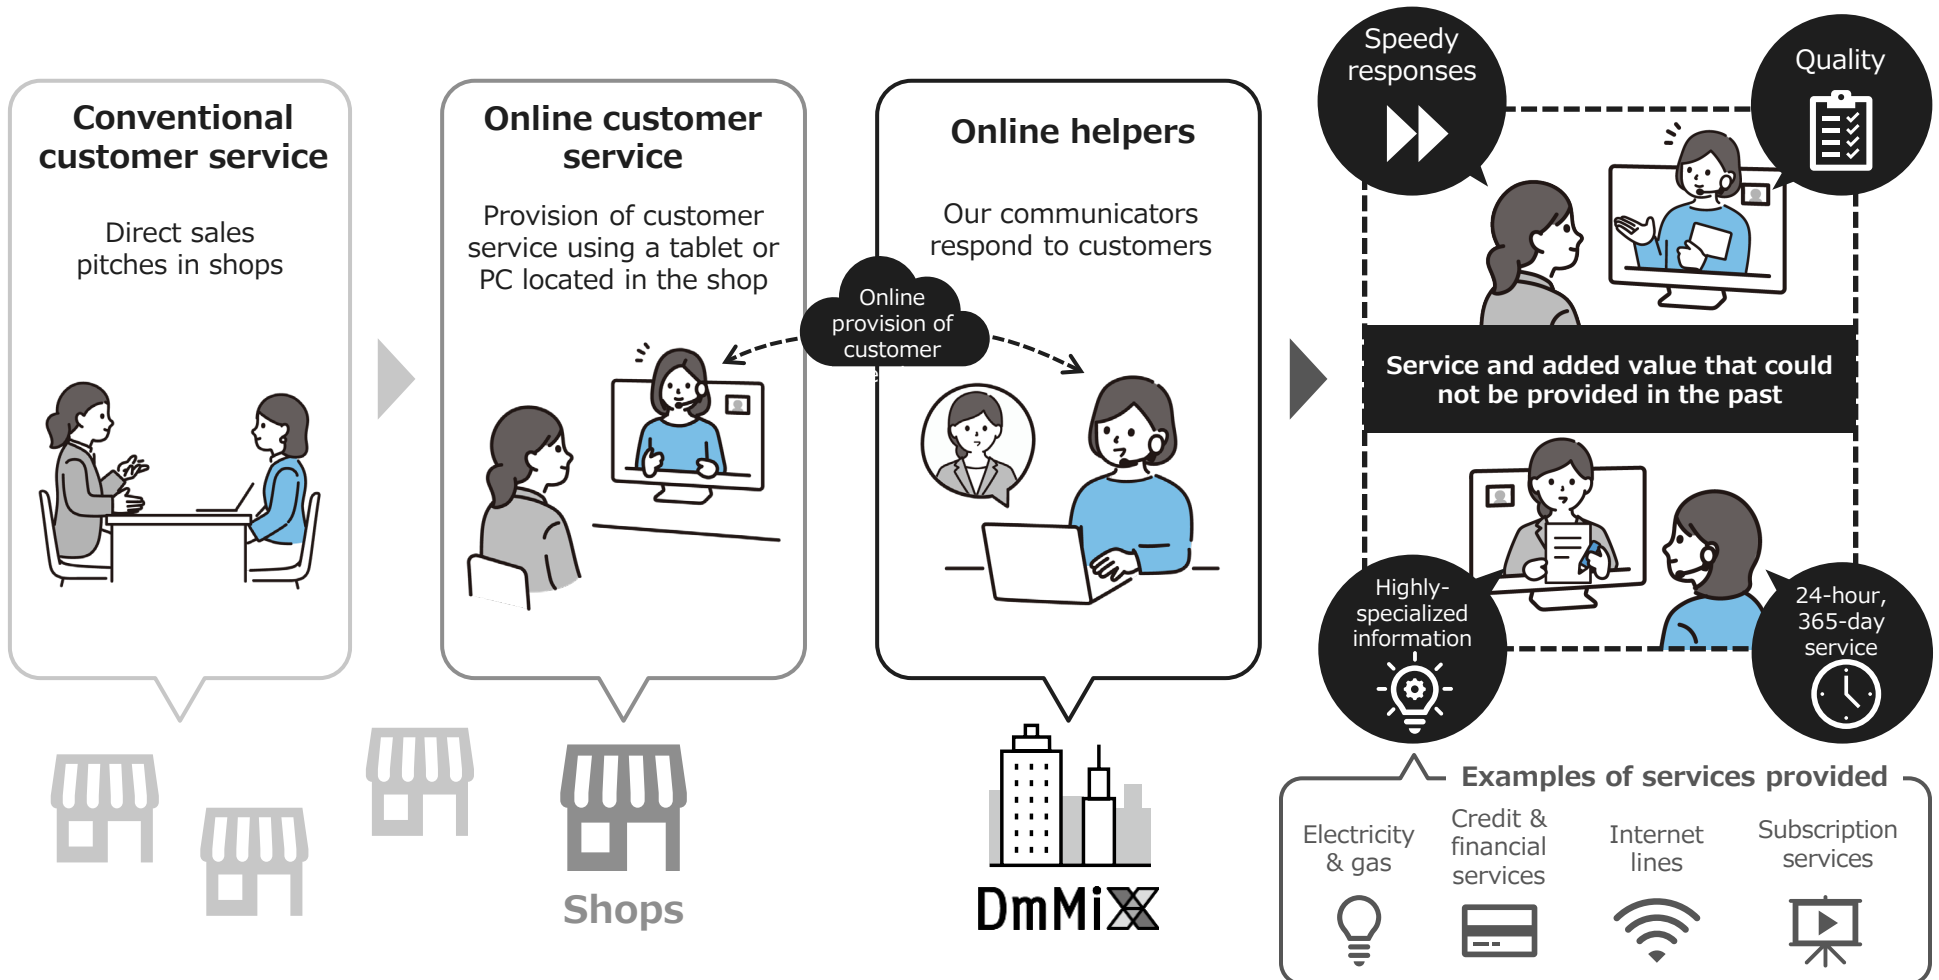 Conventional
customer service
Direct sales
pitches in shops
Online customer
service
Provision of customer
service using a tablet or
PC located in the shop
Online
provision of
customer
Online helpers
Our communicators
respond to customers
Speedy
responses
Quality
Service and added value that could
not be provided in the past
Highly-
specialized
information
24-hour,
365-day
service
Shops
DmMiX
Examples of services provided
Electricity
& gas
Credit &
financial
services
Internet
lines
Subscription
services